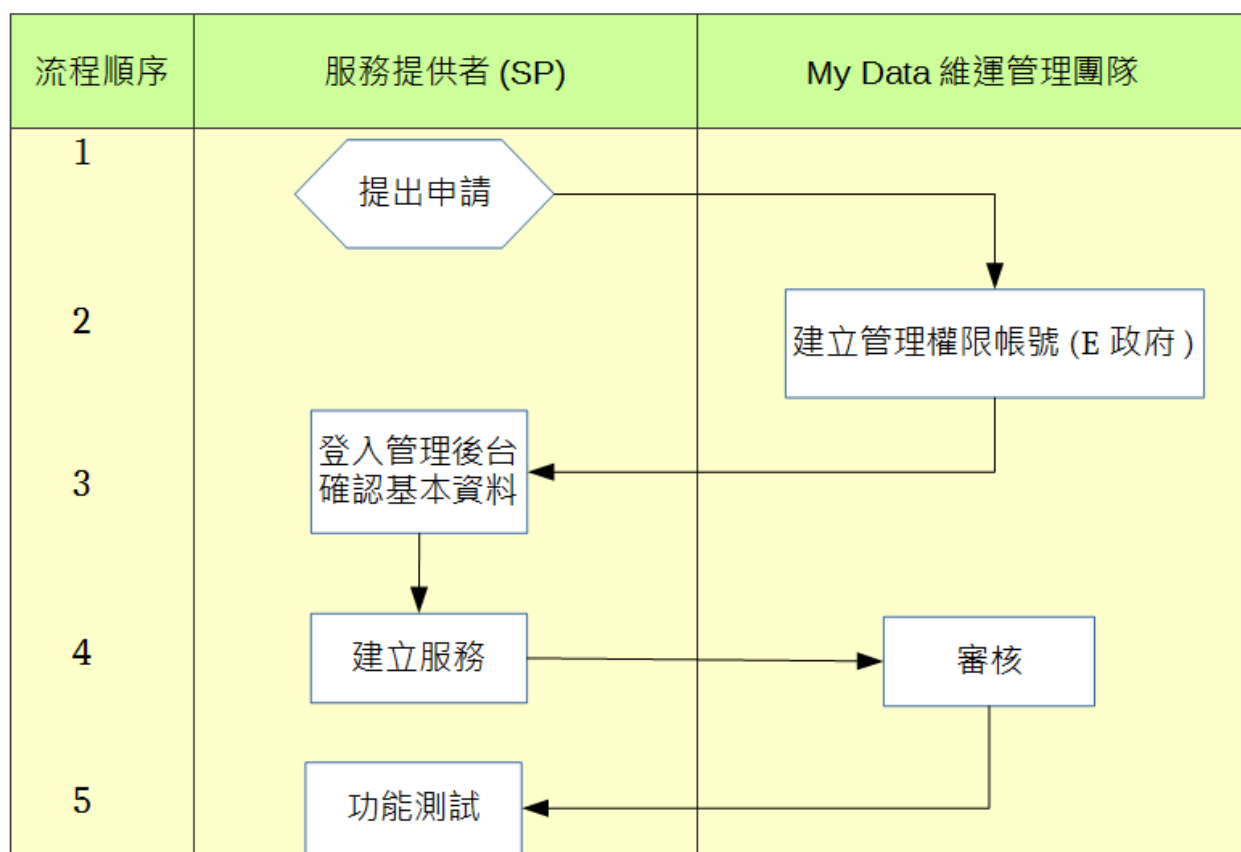 流程順序
服務提供者 (SP)
My Data 維運管理團隊
1
提出申請
2
建立管理權限帳號 (E 政府 )
3
登入管理後台
確認基本資料
4
建立服務
審核
5
功能測試